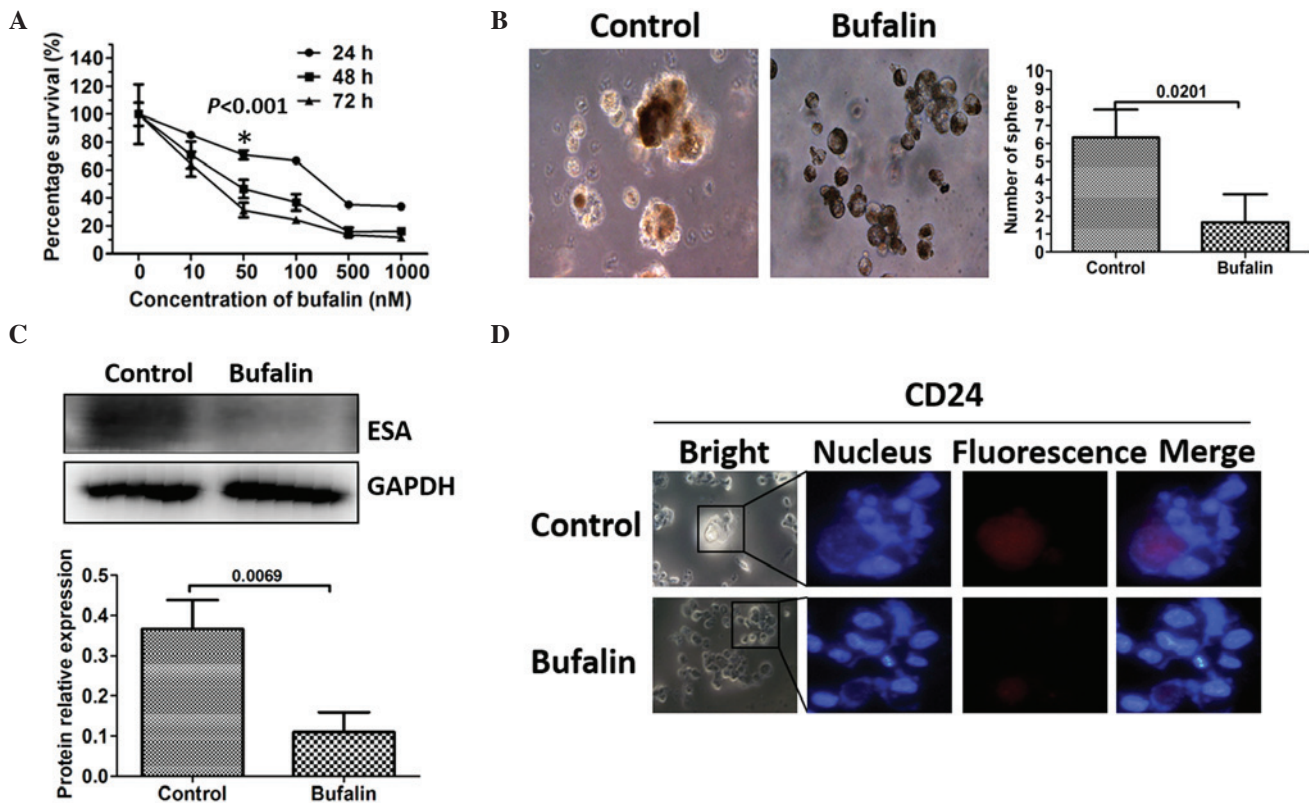 A
Percentage survival (%)
140
120
100
80
60
40
20
0
24 h
48 h
72 h
P<0.001
*
0 10 50 100 500 1000
Concentration of bufalin (nM)
B
Control Bufalin
Number of sphere
10
9
8
7
6
5
4
3
2
1
0
0.0201
Control Bufalin
C
Control Bufalin
ESA
GAPDH
Protein relative expression
0.5
0.4
0.3
0.2
0.1
0.0
0.0069
Control Bufalin
D
CD24
Bright Nucleus Fluorescence Merge
Control
Bufalin